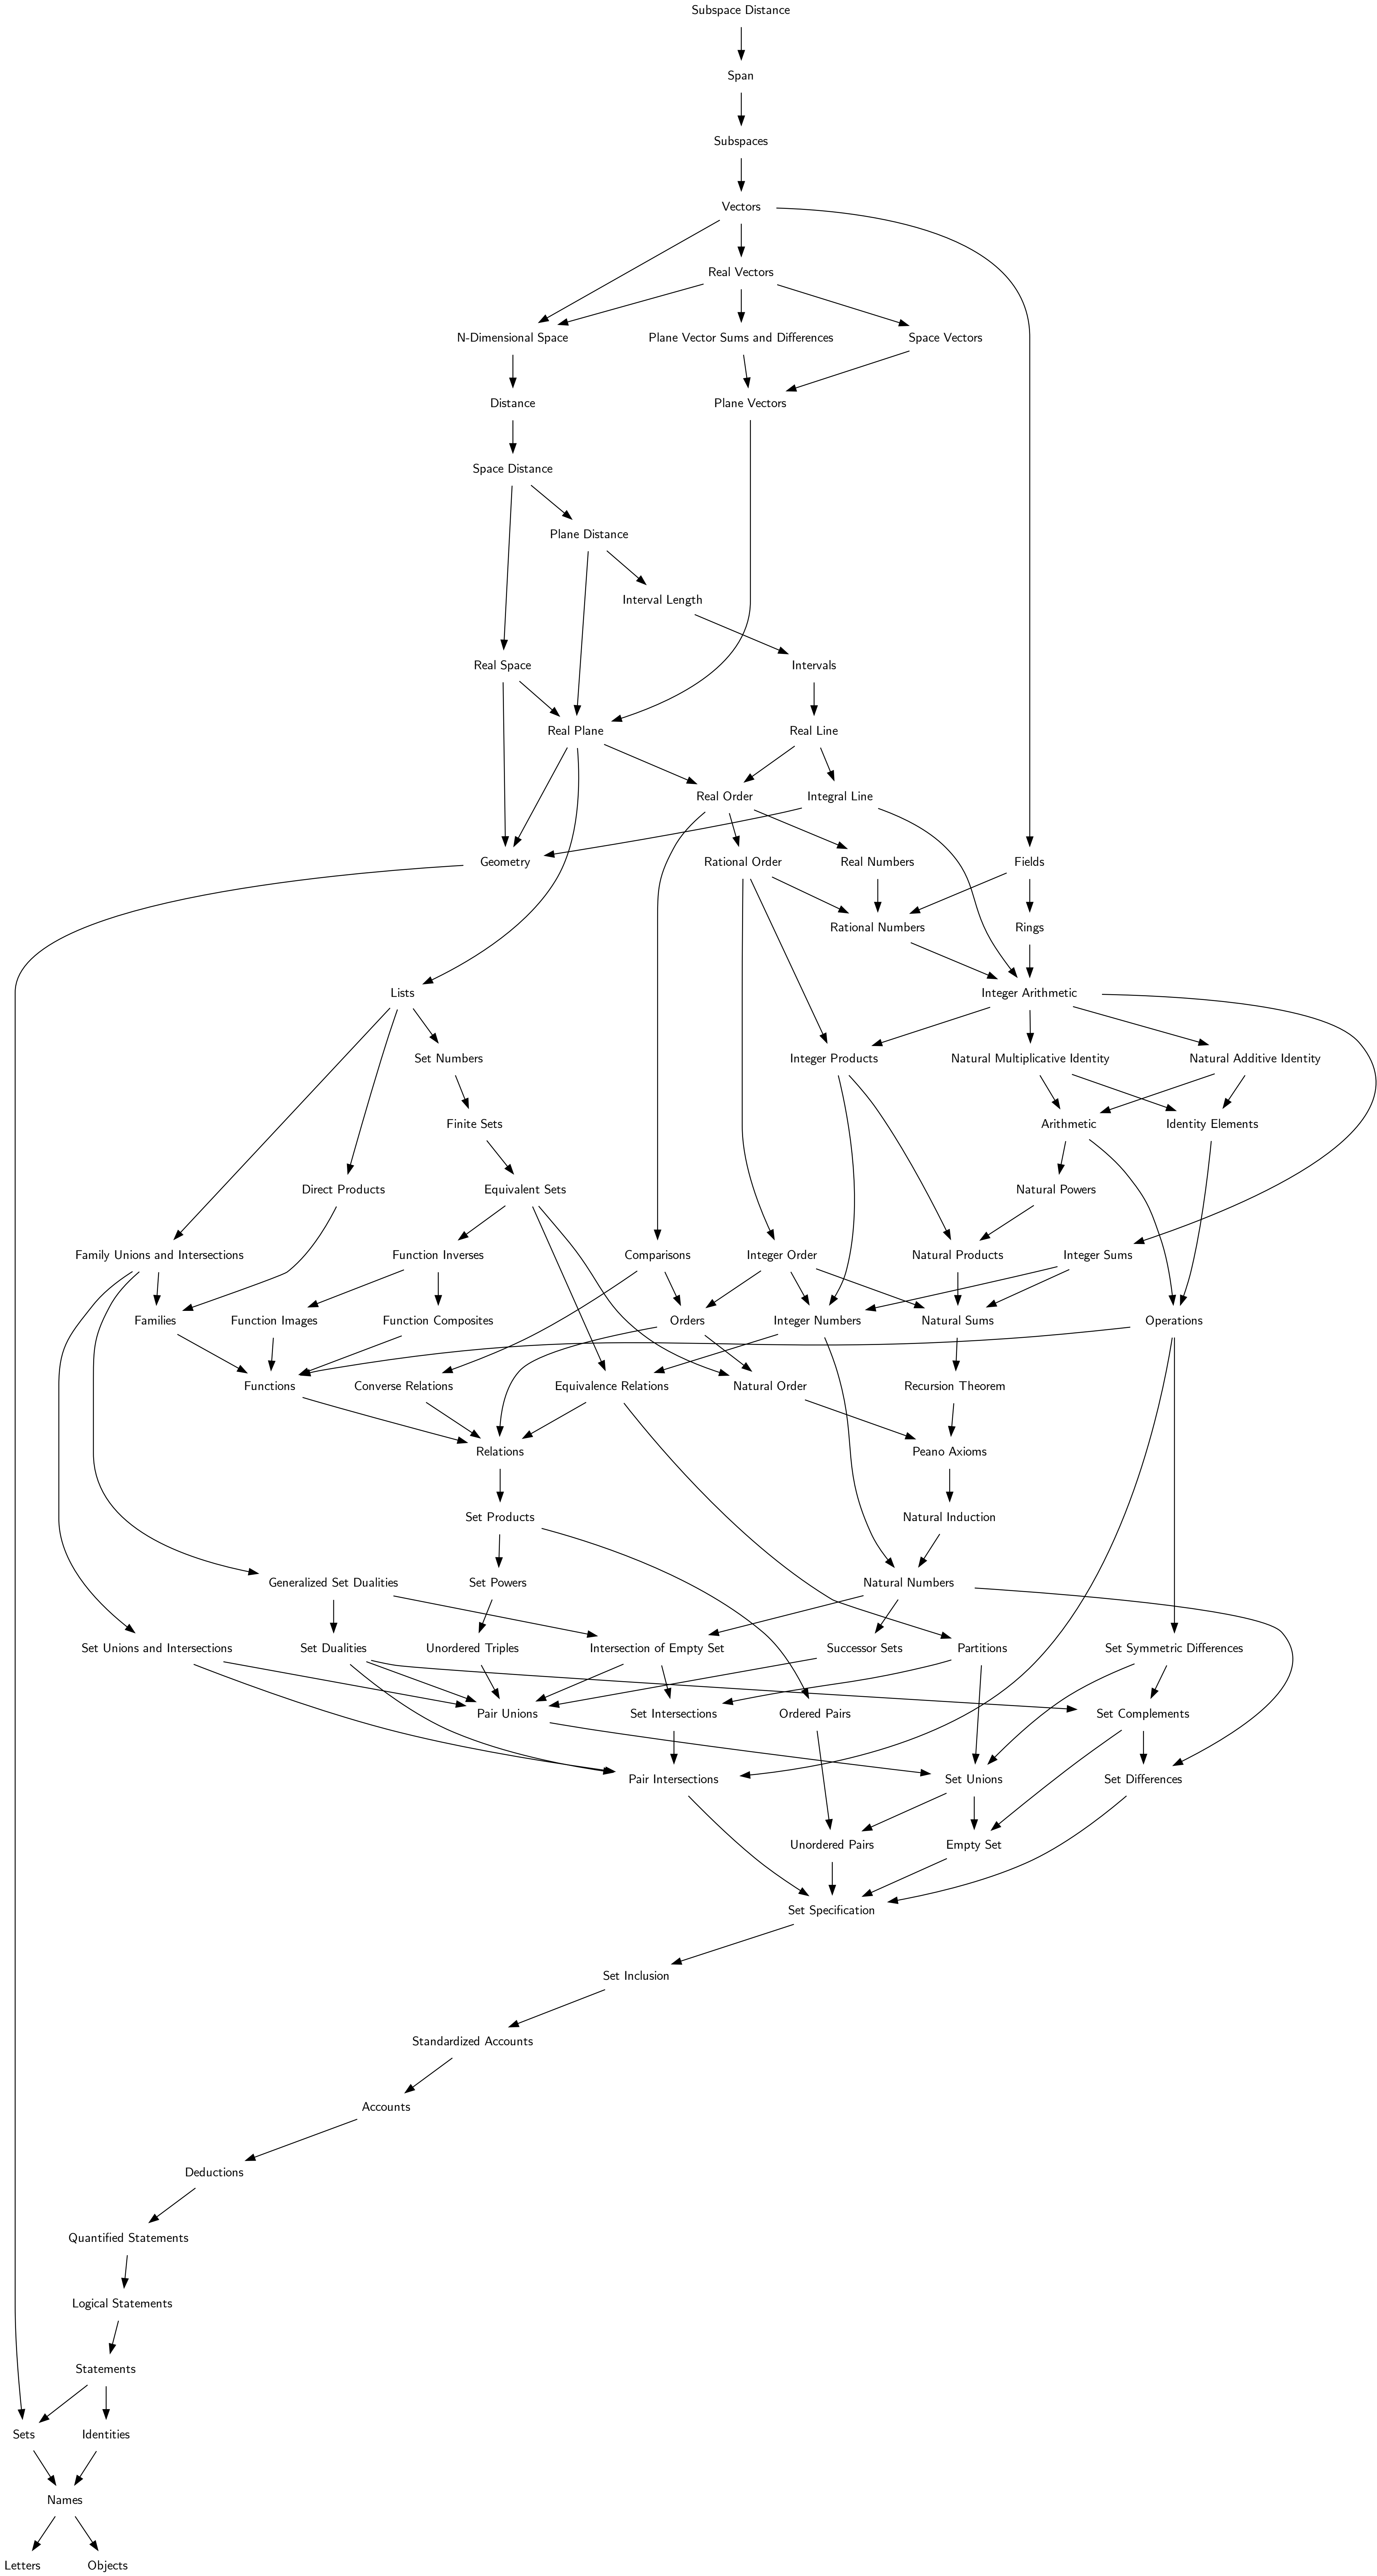 Subspace Distance
Span
Subspaces
Vectors
Real Vectors
N-Dimensional Space
Plane Vector Sums and Differences
Space Vectors
Distance
Plane Vectors
Space Distance
Plane Distance
Interval Length
Real Space
Intervals
Real Plane
Real Line
Real Order
Integral Line
Geometry
Rational Order
Real Numbers
Fields
Rational Numbers
Rings
Lists
Integer Arithmetic
Set Numbers
Integer Products
Natural Multiplicative Identity
Natural Additive Identity
Finite Sets
Arithmetic
Identity Elements
Direct Products
Equivalent Sets
Natural Powers
Family Unions and Intersections
Function Inverses
Comparisons
Integer Order
Natural Products
Integer Sums
Families
Function Images
Function Composites
Orders
Integer Numbers
Natural Sums
Operations
Functions
Converse Relations
Equivalence Relations
Natural Order
Recursion Theorem
Relations
Peano Axioms
Set Products
Natural Induction
Generalized Set Dualities
Set Powers
Natural Numbers
Set Unions and Intersections
Set Dualities
Unordered Triples
Intersection of Empty Set
Successor Sets
Partitions
Set Symmetric Differences
Pair Unions
Set Intersections
Ordered Pairs
Set Complements
Pair Intersections
Set Unions
Set Differences
Unordered Pairs
Empty Set
Set Specification
Set Inclusion
Standardized Accounts
Accounts
Deductions
Quantified Statements
Logical Statements
Statements
Sets
Identities
Names
Letters
Objects